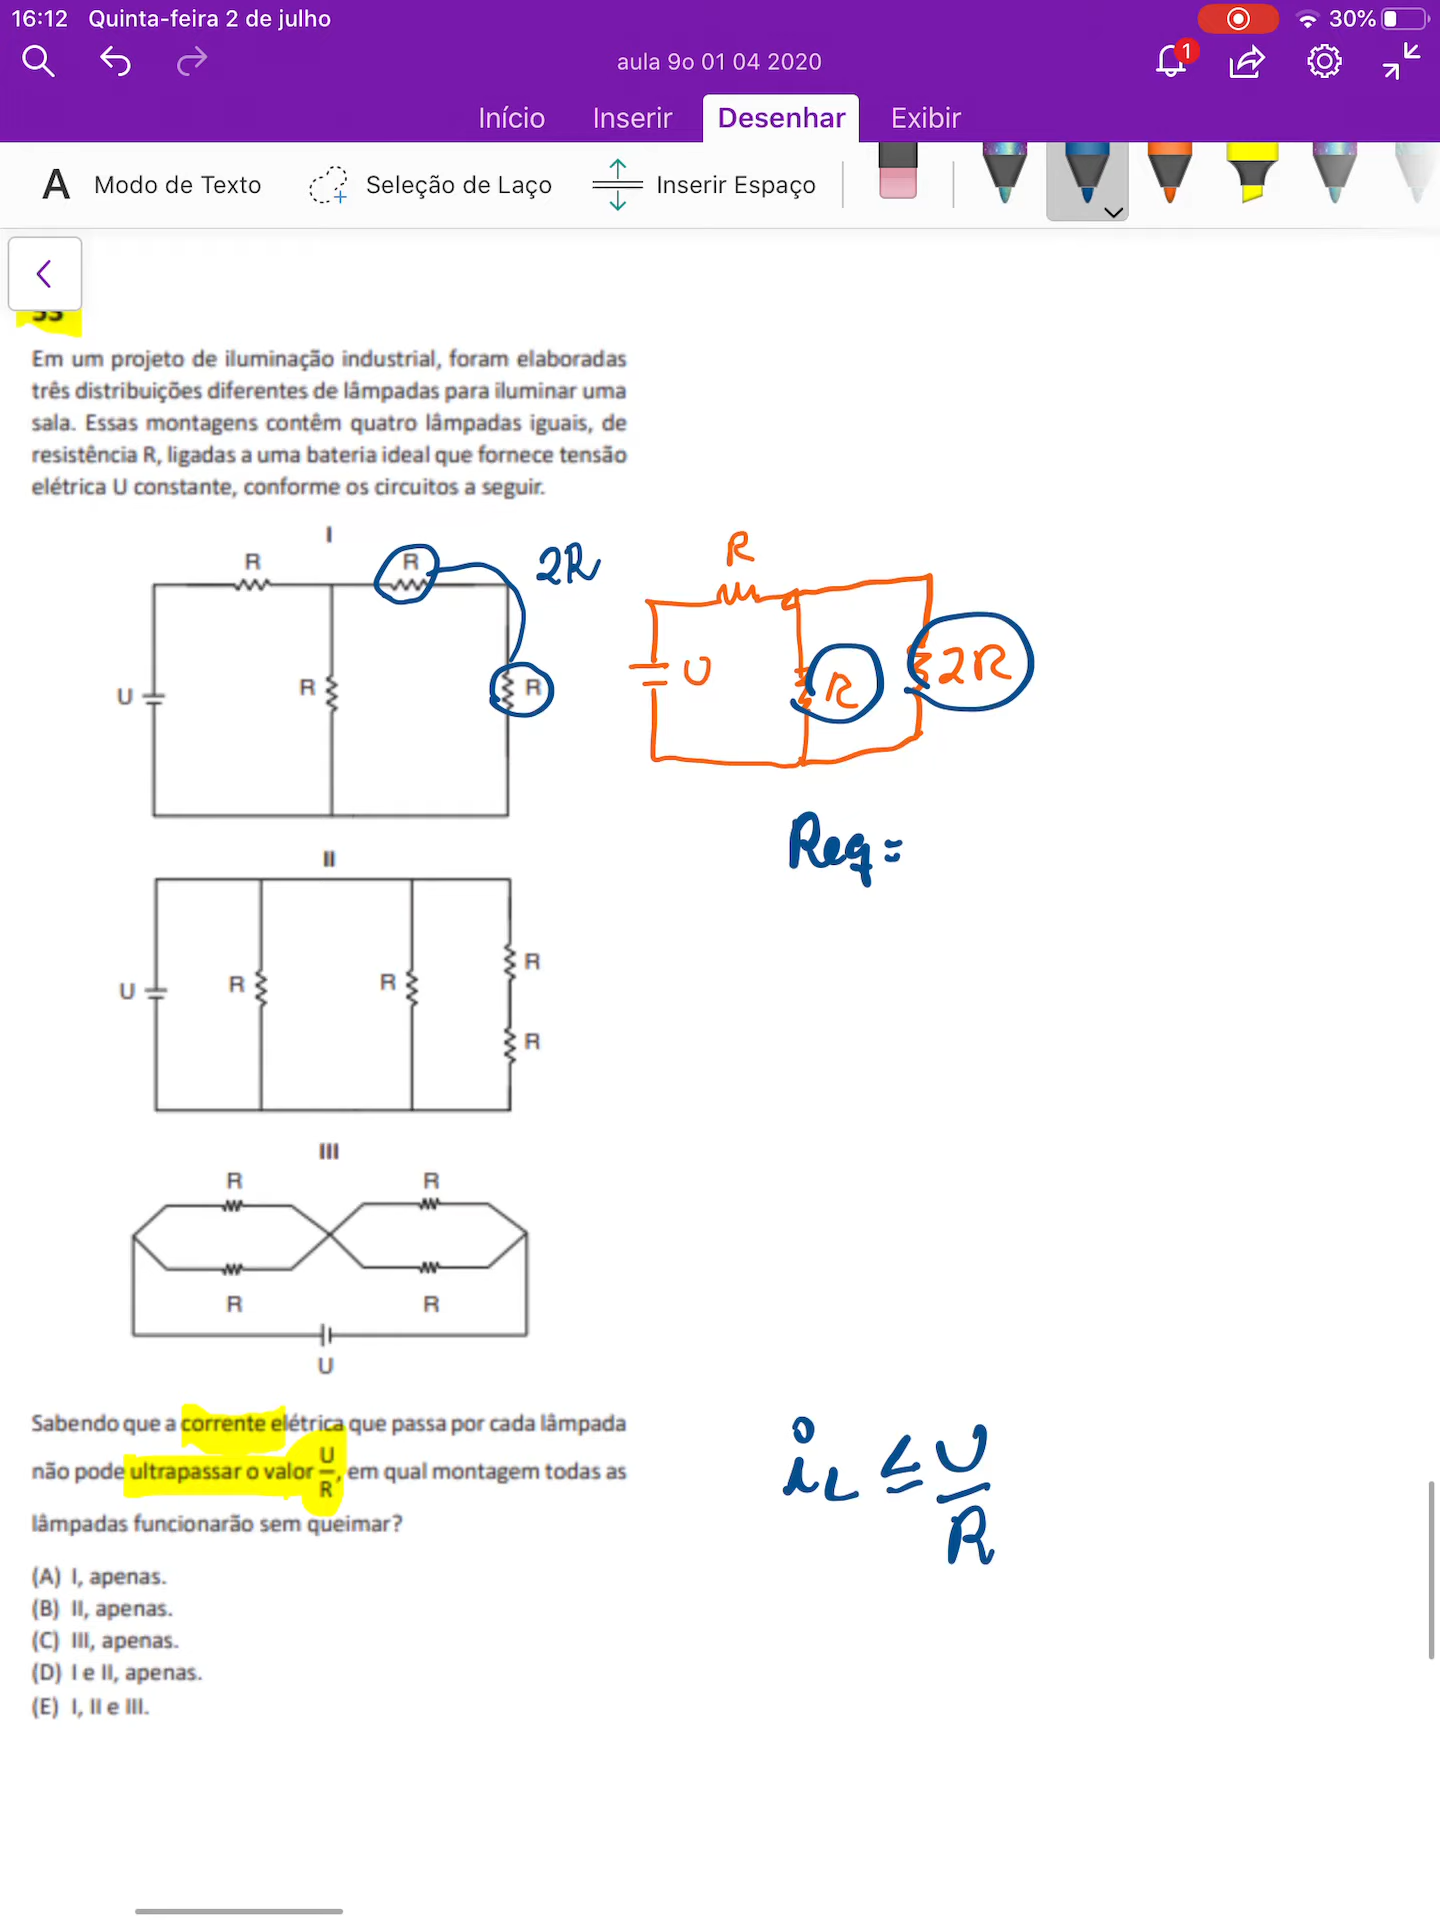 16:12 Quinta-feira 2 de julho
30%
aula 9o 01 04 2020
1
Início Inserir Desenhar Exibir
A Modo de Texto Seleção de Laço Inserir Espaço
Em um projeto de iluminação industrial, foram elaboradas
três distribuições diferentes de lâmpadas para iluminar uma
sala. Essas montagens contêm quatro lâmpadas iguais, de
resistência R, ligadas a uma bateria ideal que fornece tensão
elétrica U constante, conforme os circuitos a seguir.
I
R R 2R
U R R
R
U R 2R
Req=
II
U R R R
R
III
R R
R R
U
Sabendo que a corrente elétrica que passa por cada lâmpada
não pode ultrapassar o valor U/R, em qual montagem todas as
lâmpadas funcionarão sem queimar?
iL ≤ U/R
(A) I, apenas.
(B) II, apenas.
(C) III, apenas.
(D) I e II, apenas.
(E) I, II e III.